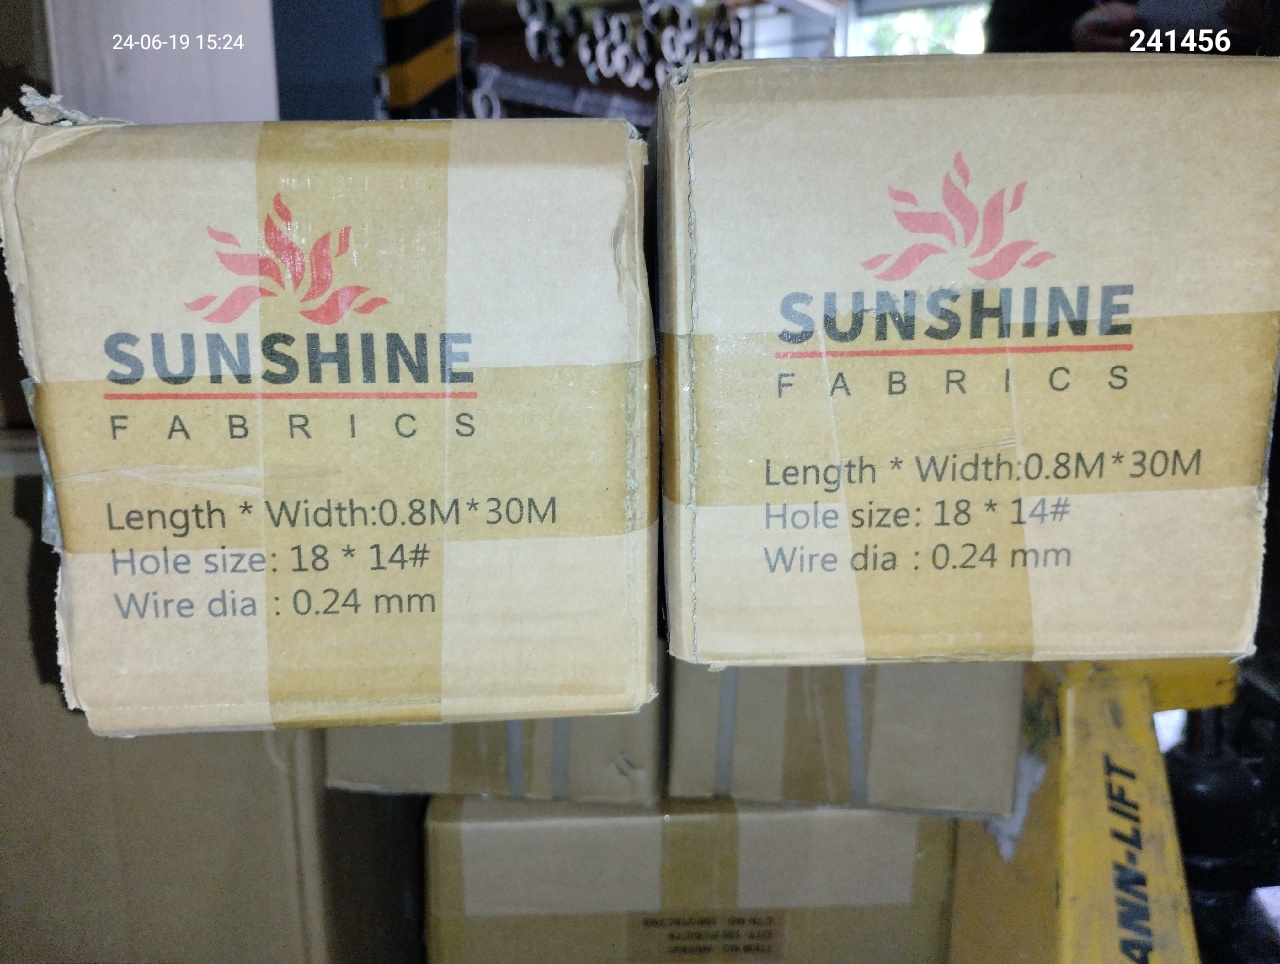 24-06-19 15:24
241456
SUNSHINE
FABRICS
Length * Width:0.8M*30M
Hole size: 18 * 14#
Wire dia : 0.24 mm
SUNSHINE
FABRICS
Length * Width:0.8M*30M
Hole size: 18 * 14#
Wire dia : 0.24 mm
ANN-LIFT